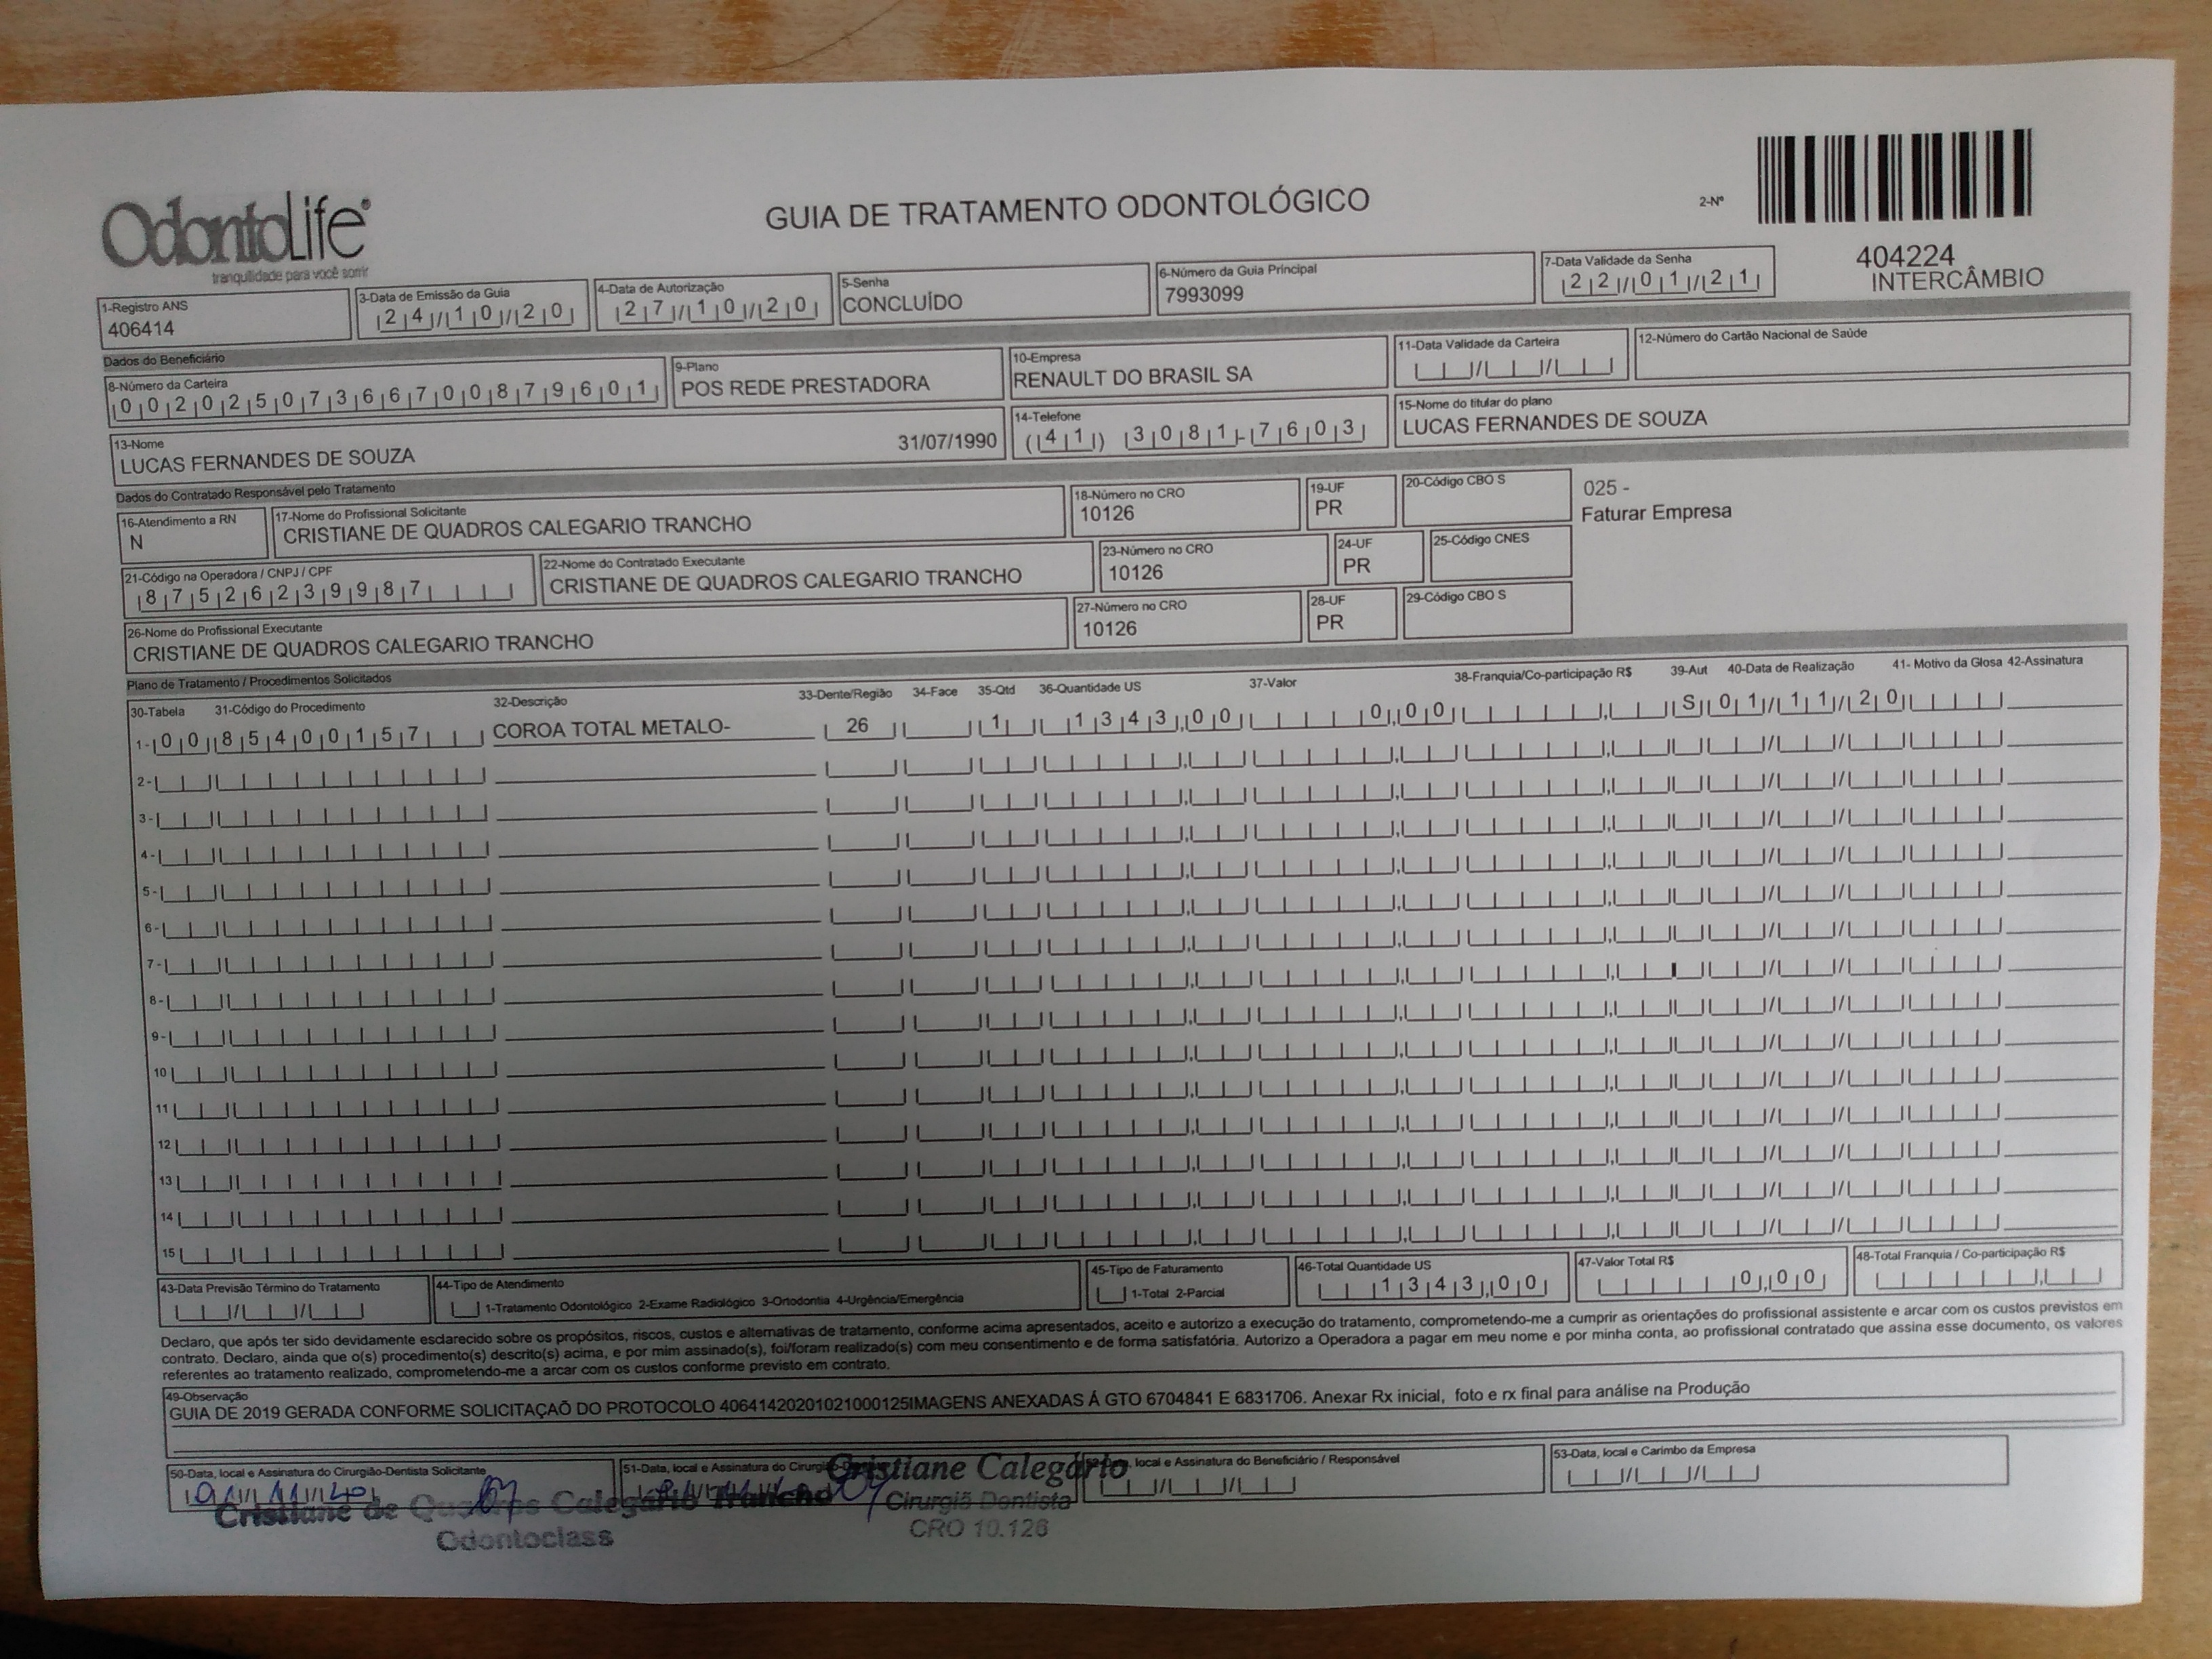 OdontoLife®
tranquilidade para você sorrir
GUIA DE TRATAMENTO ODONTOLÓGICO
2-Nº
404224
INTERCÂMBIO
1-Registro ANS
406414
3-Data de Emissão da Guia
24/10/20
4-Data de Autorização
27/10/20
5-Senha
CONCLUÍDO
6-Número da Guia Principal
7993099
7-Data Validade da Senha
22/01/21
Dados do Beneficiário
8-Número da Carteira
00202507366700879601
9-Plano
POS REDE PRESTADORA
10-Empresa
RENAULT DO BRASIL SA
11-Data Validade da Carteira
12-Número do Cartão Nacional de Saúde
13-Nome
LUCAS FERNANDES DE SOUZA 31/07/1990
14-Telefone
(41) 3081-7603
15-Nome do titular do plano
LUCAS FERNANDES DE SOUZA
Dados do Contratado Responsável pelo Tratamento
16-Atendimento a RN
N
17-Nome do Profissional Solicitante
CRISTIANE DE QUADROS CALEGARIO TRANCHO
18-Número no CRO
10126
19-UF
PR
20-Código CBO S
025 -
Faturar Empresa
21-Código na Operadora / CNPJ / CPF
87526239987
22-Nome do Contratado Executante
CRISTIANE DE QUADROS CALEGARIO TRANCHO
23-Número no CRO
10126
24-UF
PR
25-Código CNES
26-Nome do Profissional Executante
CRISTIANE DE QUADROS CALEGARIO TRANCHO
27-Número no CRO
10126
28-UF
PR
29-Código CBO S
Plano de Tratamento / Procedimentos Solicitados
30-Tabela 31-Código do Procedimento 32-Descrição 33-Dente/Região 34-Face 35-Qtd 36-Quantidade US 37-Valor 38-Franquia/Co-participação R$ 39-Aut 40-Data de Realização 41- Motivo da Glosa 42-Assinatura
1- 00 85400157 COROA TOTAL METALO- 26 1 1343,00 0,00 S 01/11/20
2-
3-
4-
5-
6-
7-
8-
9-
10
11
12
13
14
15
43-Data Previsão Término do Tratamento
44-Tipo de Atendimento
1-Tratamento Odontológico 2-Exame Radiológico 3-Ortodontia 4-Urgência/Emergência
45-Tipo de Faturamento
1-Total 2-Parcial
46-Total Quantidade US
1343,00
47-Valor Total R$
0,00
48-Total Franquia / Co-participação R$
Declaro, que após ter sido devidamente esclarecido sobre os propósitos, riscos, custos e alternativas de tratamento, conforme acima apresentados, aceito e autorizo a execução do tratamento, comprometendo-me a cumprir as orientações do profissional assistente e arcar com os custos previstos em
contrato. Declaro, ainda que o(s) procedimento(s) descrito(s) acima, e por mim assinado(s), foi/foram realizado(s) com meu consentimento e de forma satisfatória. Autorizo a Operadora a pagar em meu nome e por minha conta, ao profissional contratado que assina esse documento, os valores
referentes ao tratamento realizado, comprometendo-me a arcar com os custos conforme previsto em contrato.
49-Observação
GUIA DE 2019 GERADA CONFORME SOLICITAÇAÕ DO PROTOCOLO 40641420201021000125IMAGENS ANEXADAS Á GTO 6704841 E 6831706. Anexar Rx inicial, foto e rx final para análise na Produção
50-Data, local e Assinatura do Cirurgião-Dentista Solicitante
51-Data, local e Assinatura do
local e Assinatura do Beneficiário / Responsável
53-Data, local e Carimbo da Empresa
Cristiane de Quadros Calegario Trancho
Odontoclass
Cristiane Calegário
Cirurgiã Dentista
CRO 10.126